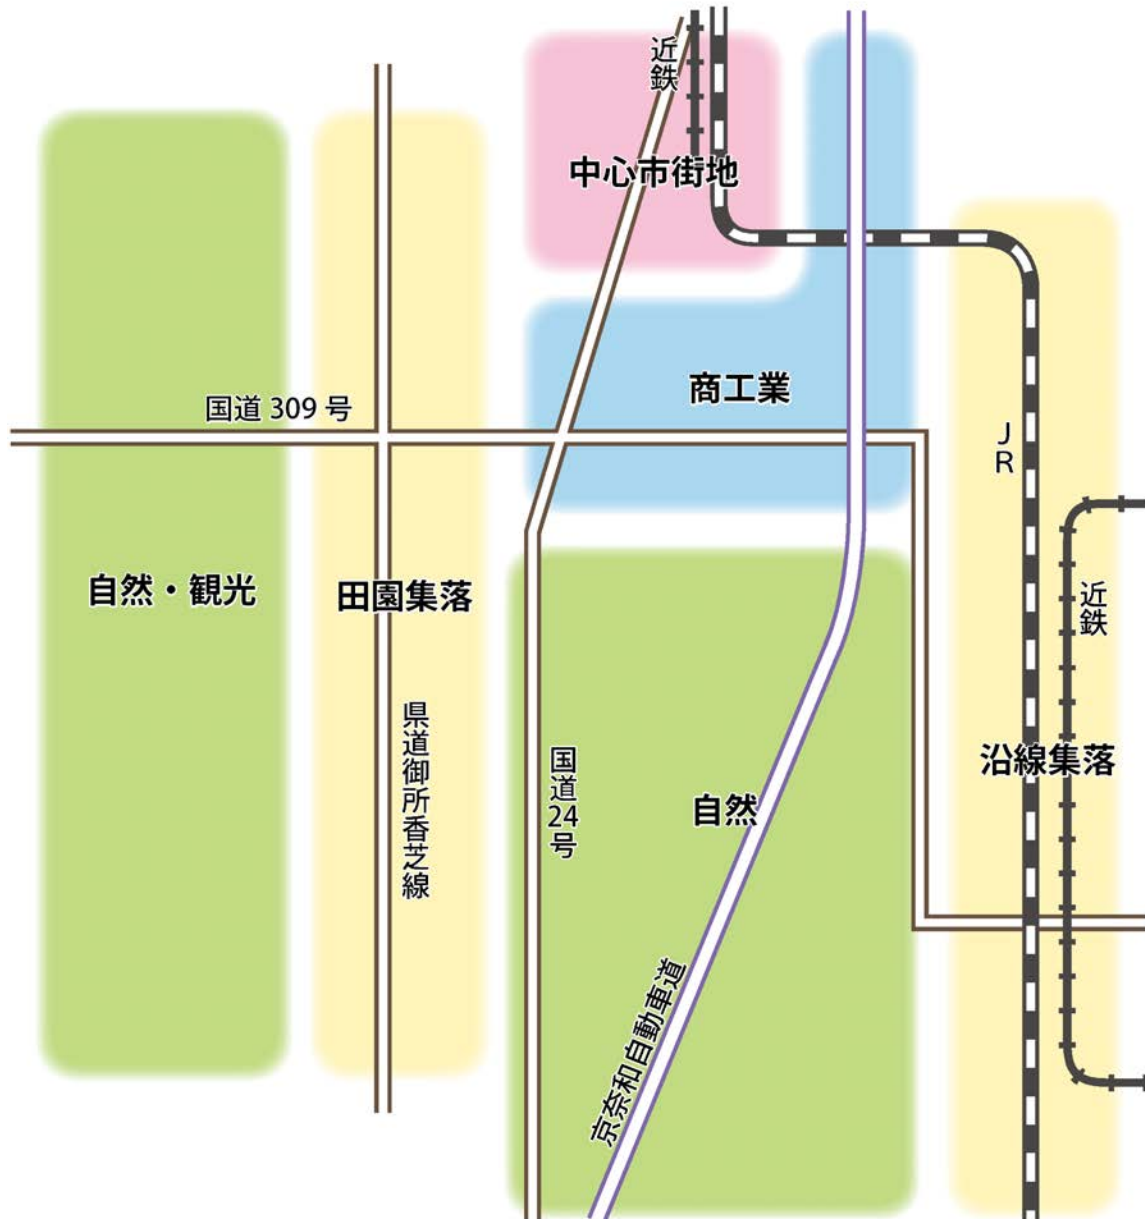 近鉄
中心市街地
商工業
国道 309 号
JR
自然・観光
田園集落
近鉄
県道御所香芝線
国道24号
沿線集落
自然
京奈和自動車道